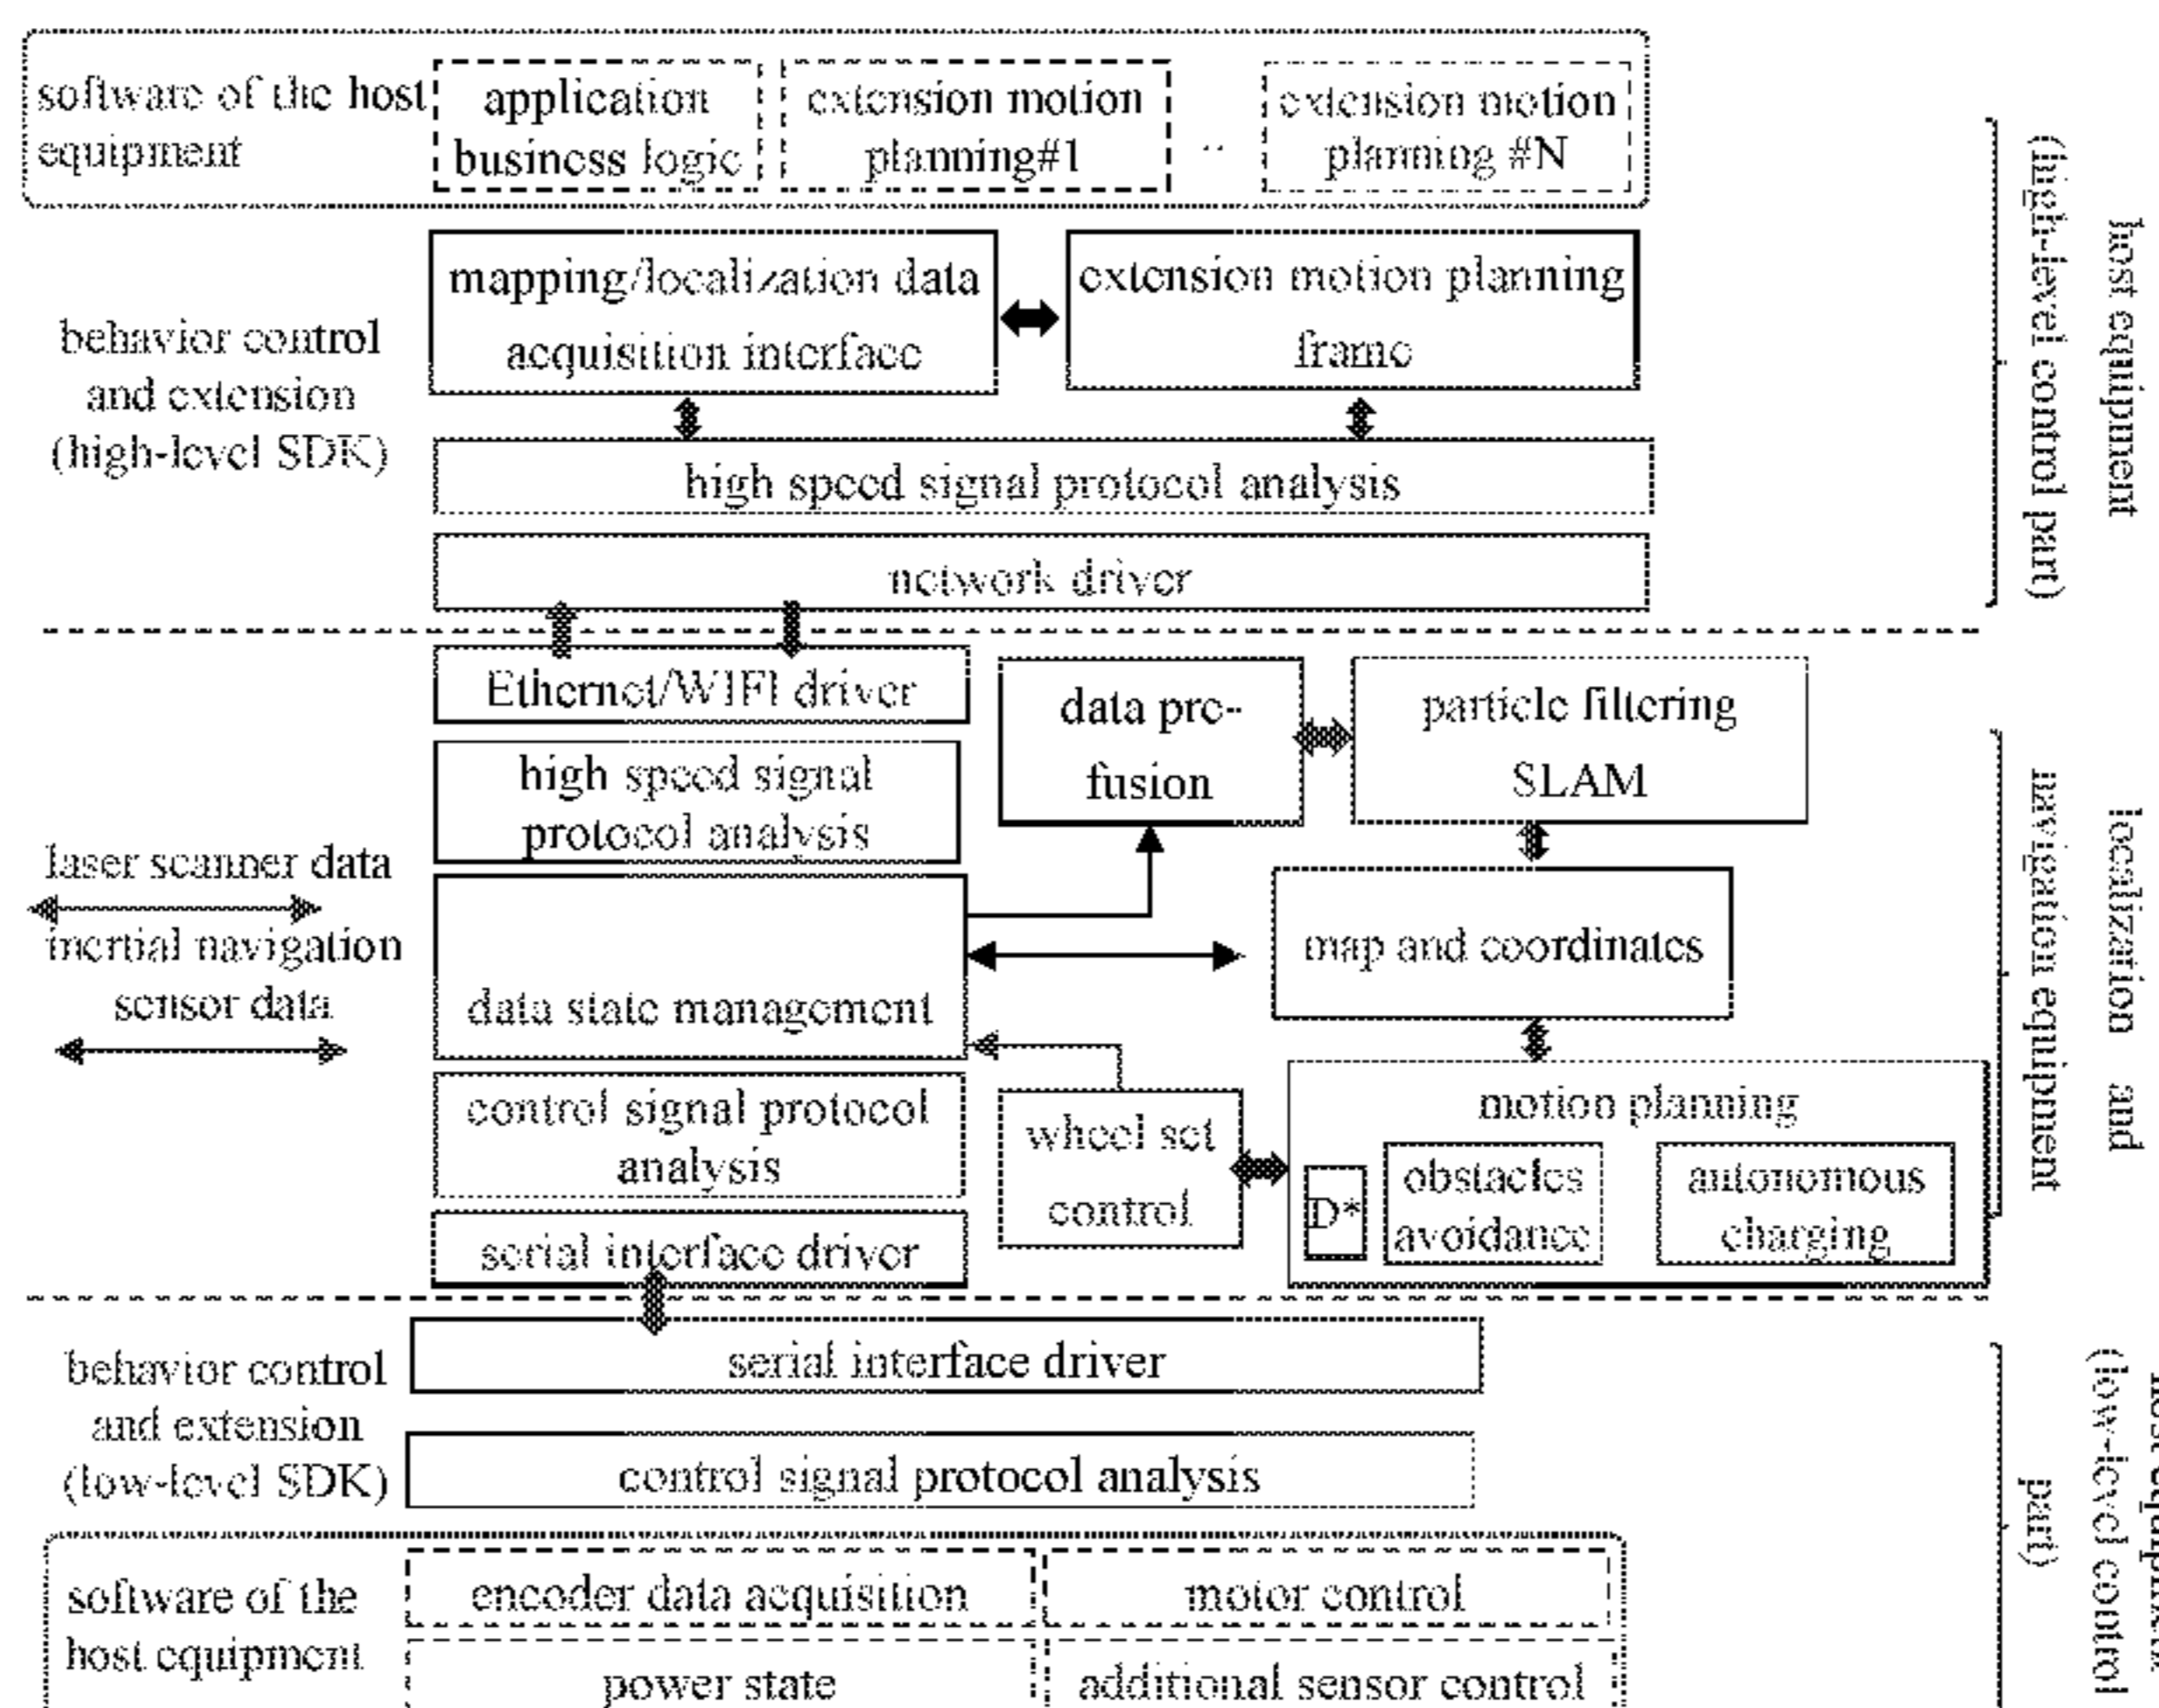 software of the host
equipment
application
business logic
extension motion
planning#1
..
extension motion
planning #N
host equipment
(high-level control part)
behavior control
and extension
(high-level SDK)
mapping/localization data
acquisition interface
extension motion planning
frame
high speed signal protocol analysis
network driver
Ethernet/WIFI driver
high speed signal
protocol analysis
data pre-
fusion
particle filtering
SLAM
laser scanner data
inertial navigation
sensor data
data state management
map and coordinates
localization and
navigation equipment
control signal protocol
analysis
wheel set
control
motion planning
D*
obstacles
avoidance
autonomous
charging
serial interface driver
behavior control
and extension
(low-level SDK)
serial interface driver
control signal protocol analysis
(low-level control
part)
software of the
host equipment
encoder data acquisition
motor control
power state
additional sensor control